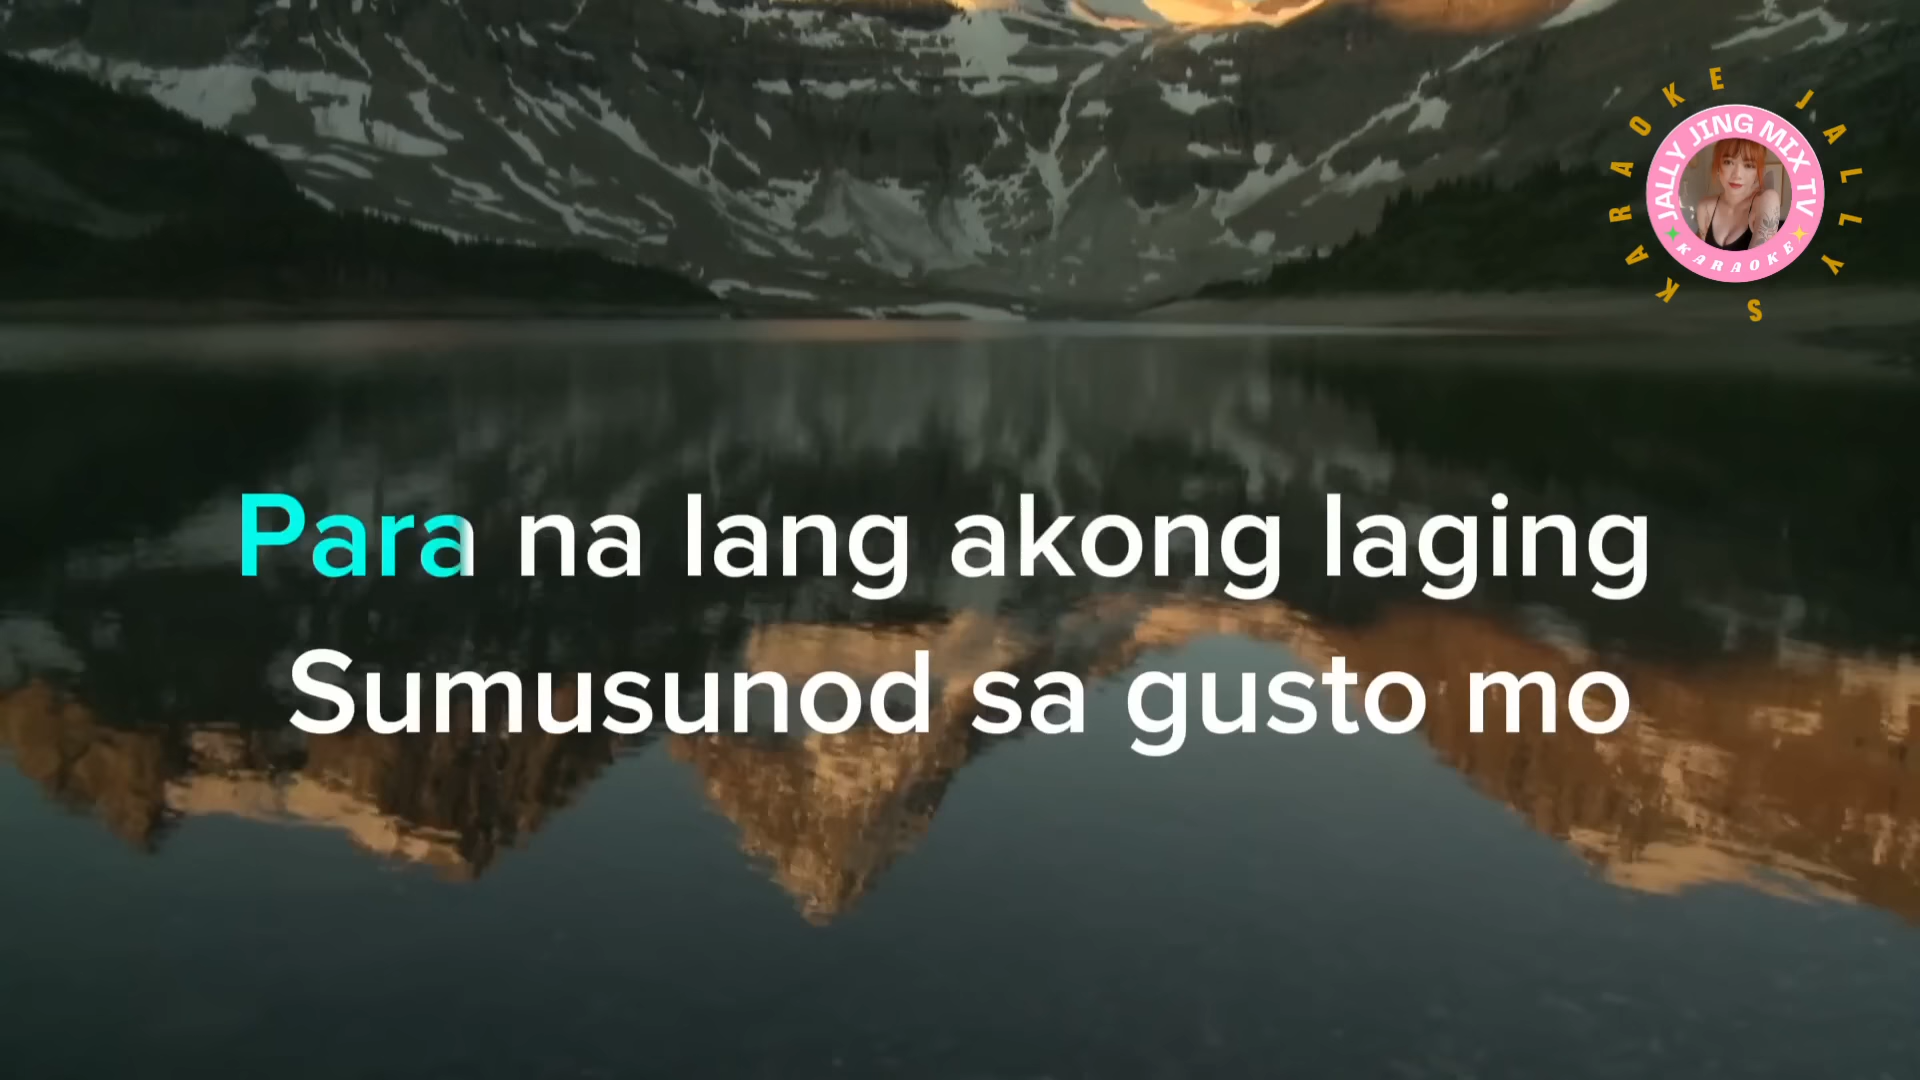 Para na lang akong laging
Sumusunod sa gusto mo
JALLY JING MIX TV
KARAOKE
KARAOKE JALLYS